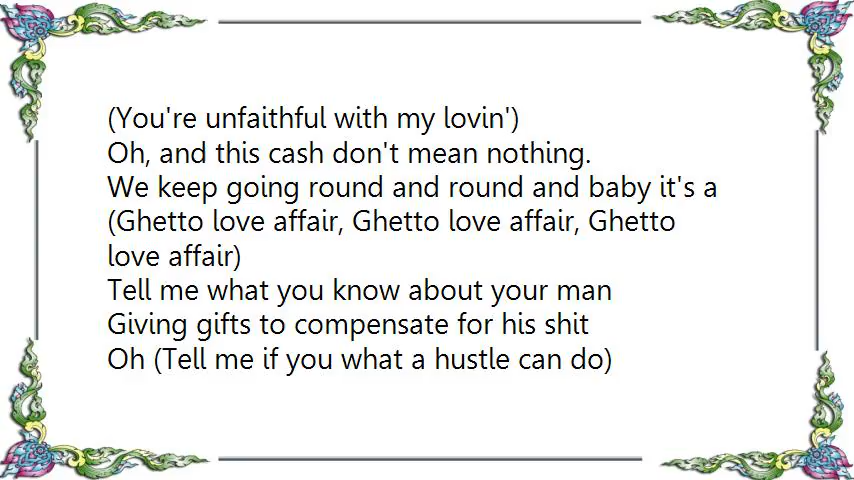 (You're unfaithful with my lovin')
Oh, and this cash don't mean nothing.
We keep going round and round and baby it's a
(Ghetto love affair, Ghetto love affair, Ghetto
love affair)
Tell me what you know about your man
Giving gifts to compensate for his shit
Oh (Tell me if you what a hustle can do)